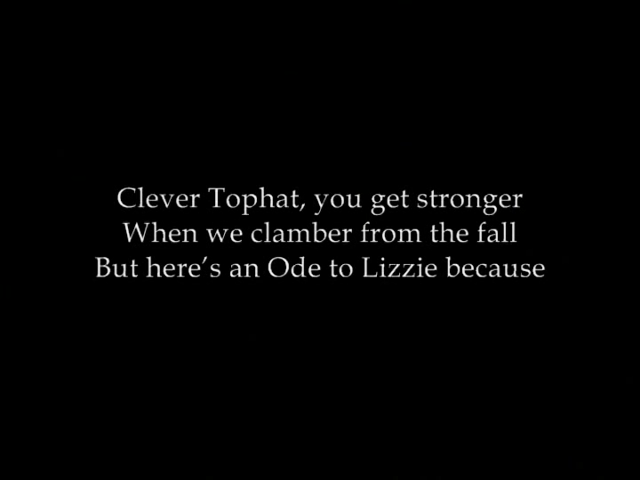 Clever Tophat, you get stronger
When we clamber from the fall
But here’s an Ode to Lizzie because